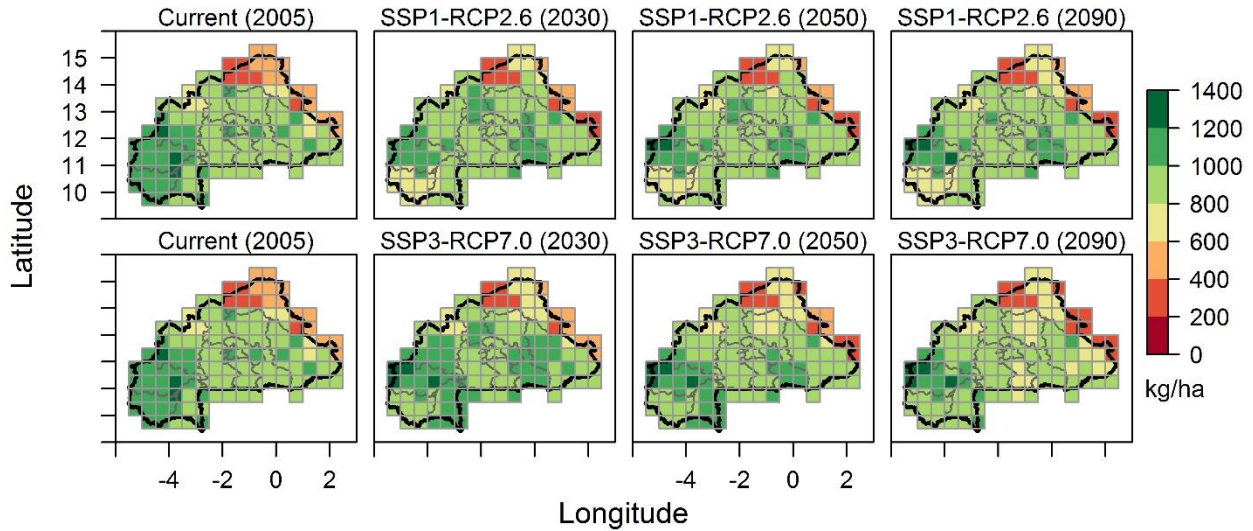 Current (2005) SSP1-RCP2.6 (2030) SSP1-RCP2.6 (2050) SSP1-RCP2.6 (2090)
15
14
13
12
11
10
Latitude
Current (2005) SSP3-RCP7.0 (2030) SSP3-RCP7.0 (2050) SSP3-RCP7.0 (2090)
1400
1200
1000
800
600
400
200
0
kg/ha
-4 -2 0 2 -4 -2 0 2
Longitude